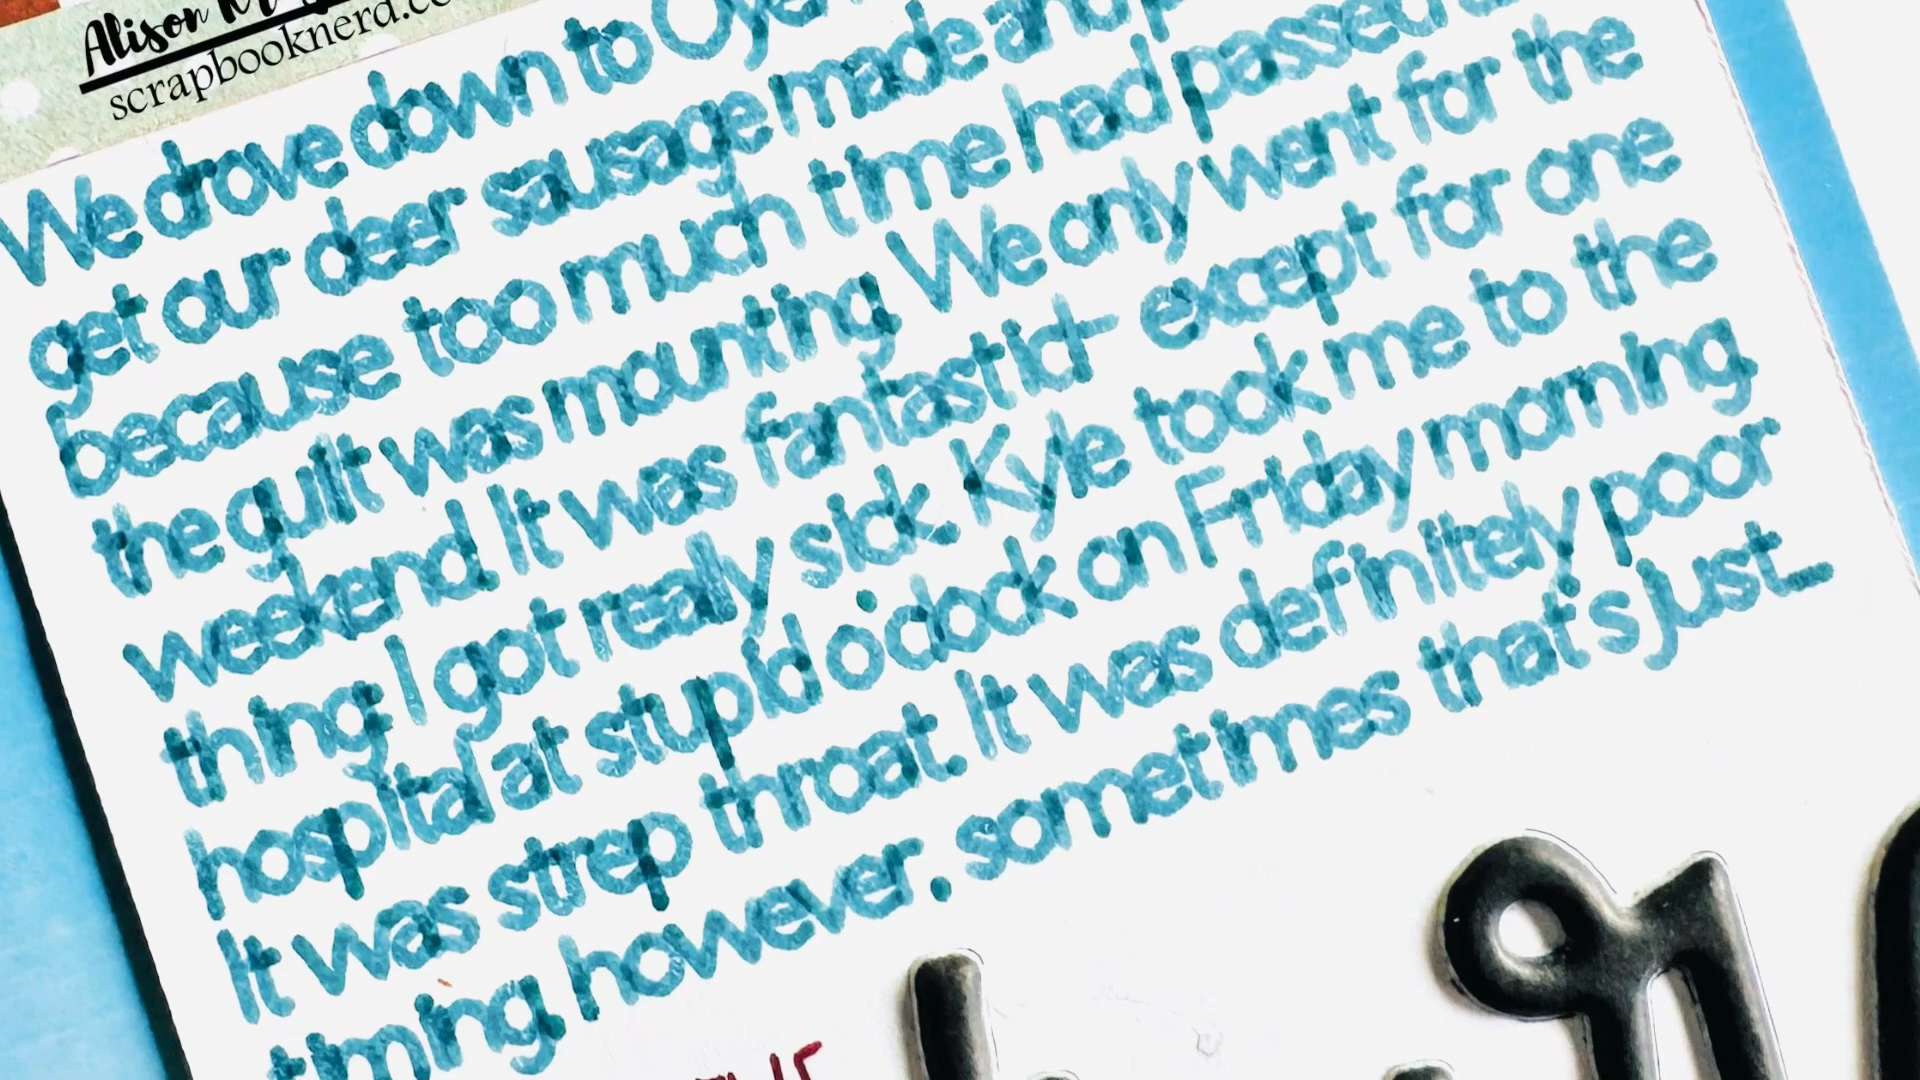 Alison
scrapbooknerd.co
We drove down to
get our deer sausage made and
because too much time had passed
the guilt was mounting. We only went for the
weekend. It was fantastic - except for one
thing: I got really sick. Kyle took me to the
hospital at stupid o'clock on Friday morning.
It was strep throat. It was definitely poor
timing, however. sometimes that's just...